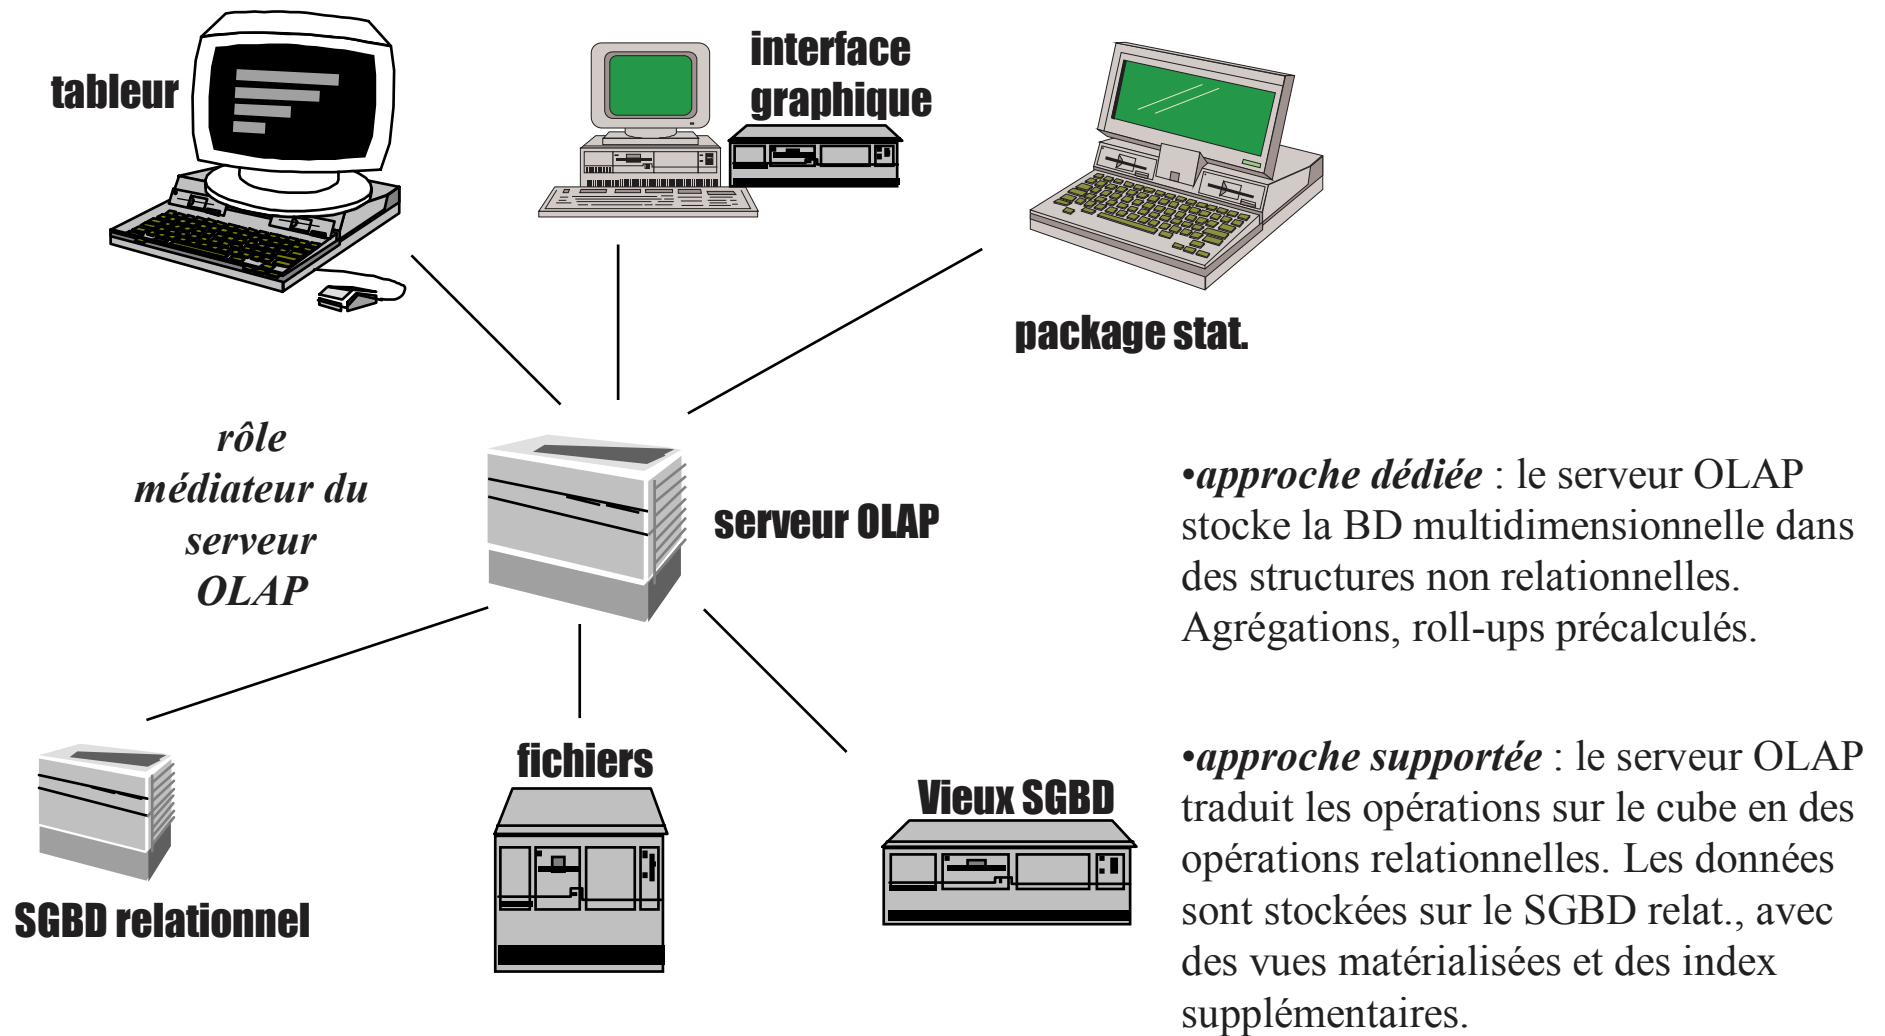 tableur
interface
graphique
package stat.
rôle
médiateur du
serveur
OLAP
serveur OLAP
SGBD relationnel
fichiers
Vieux SGBD
•approche dédiée : le serveur OLAP
stocke la BD multidimensionnelle dans
des structures non relationnelles.
Agrégations, roll-ups précalculés.
•approche supportée : le serveur OLAP
traduit les opérations sur le cube en des
opérations relationnelles. Les données
sont stockées sur le SGBD relat., avec
des vues matérialisées et des index
supplémentaires.